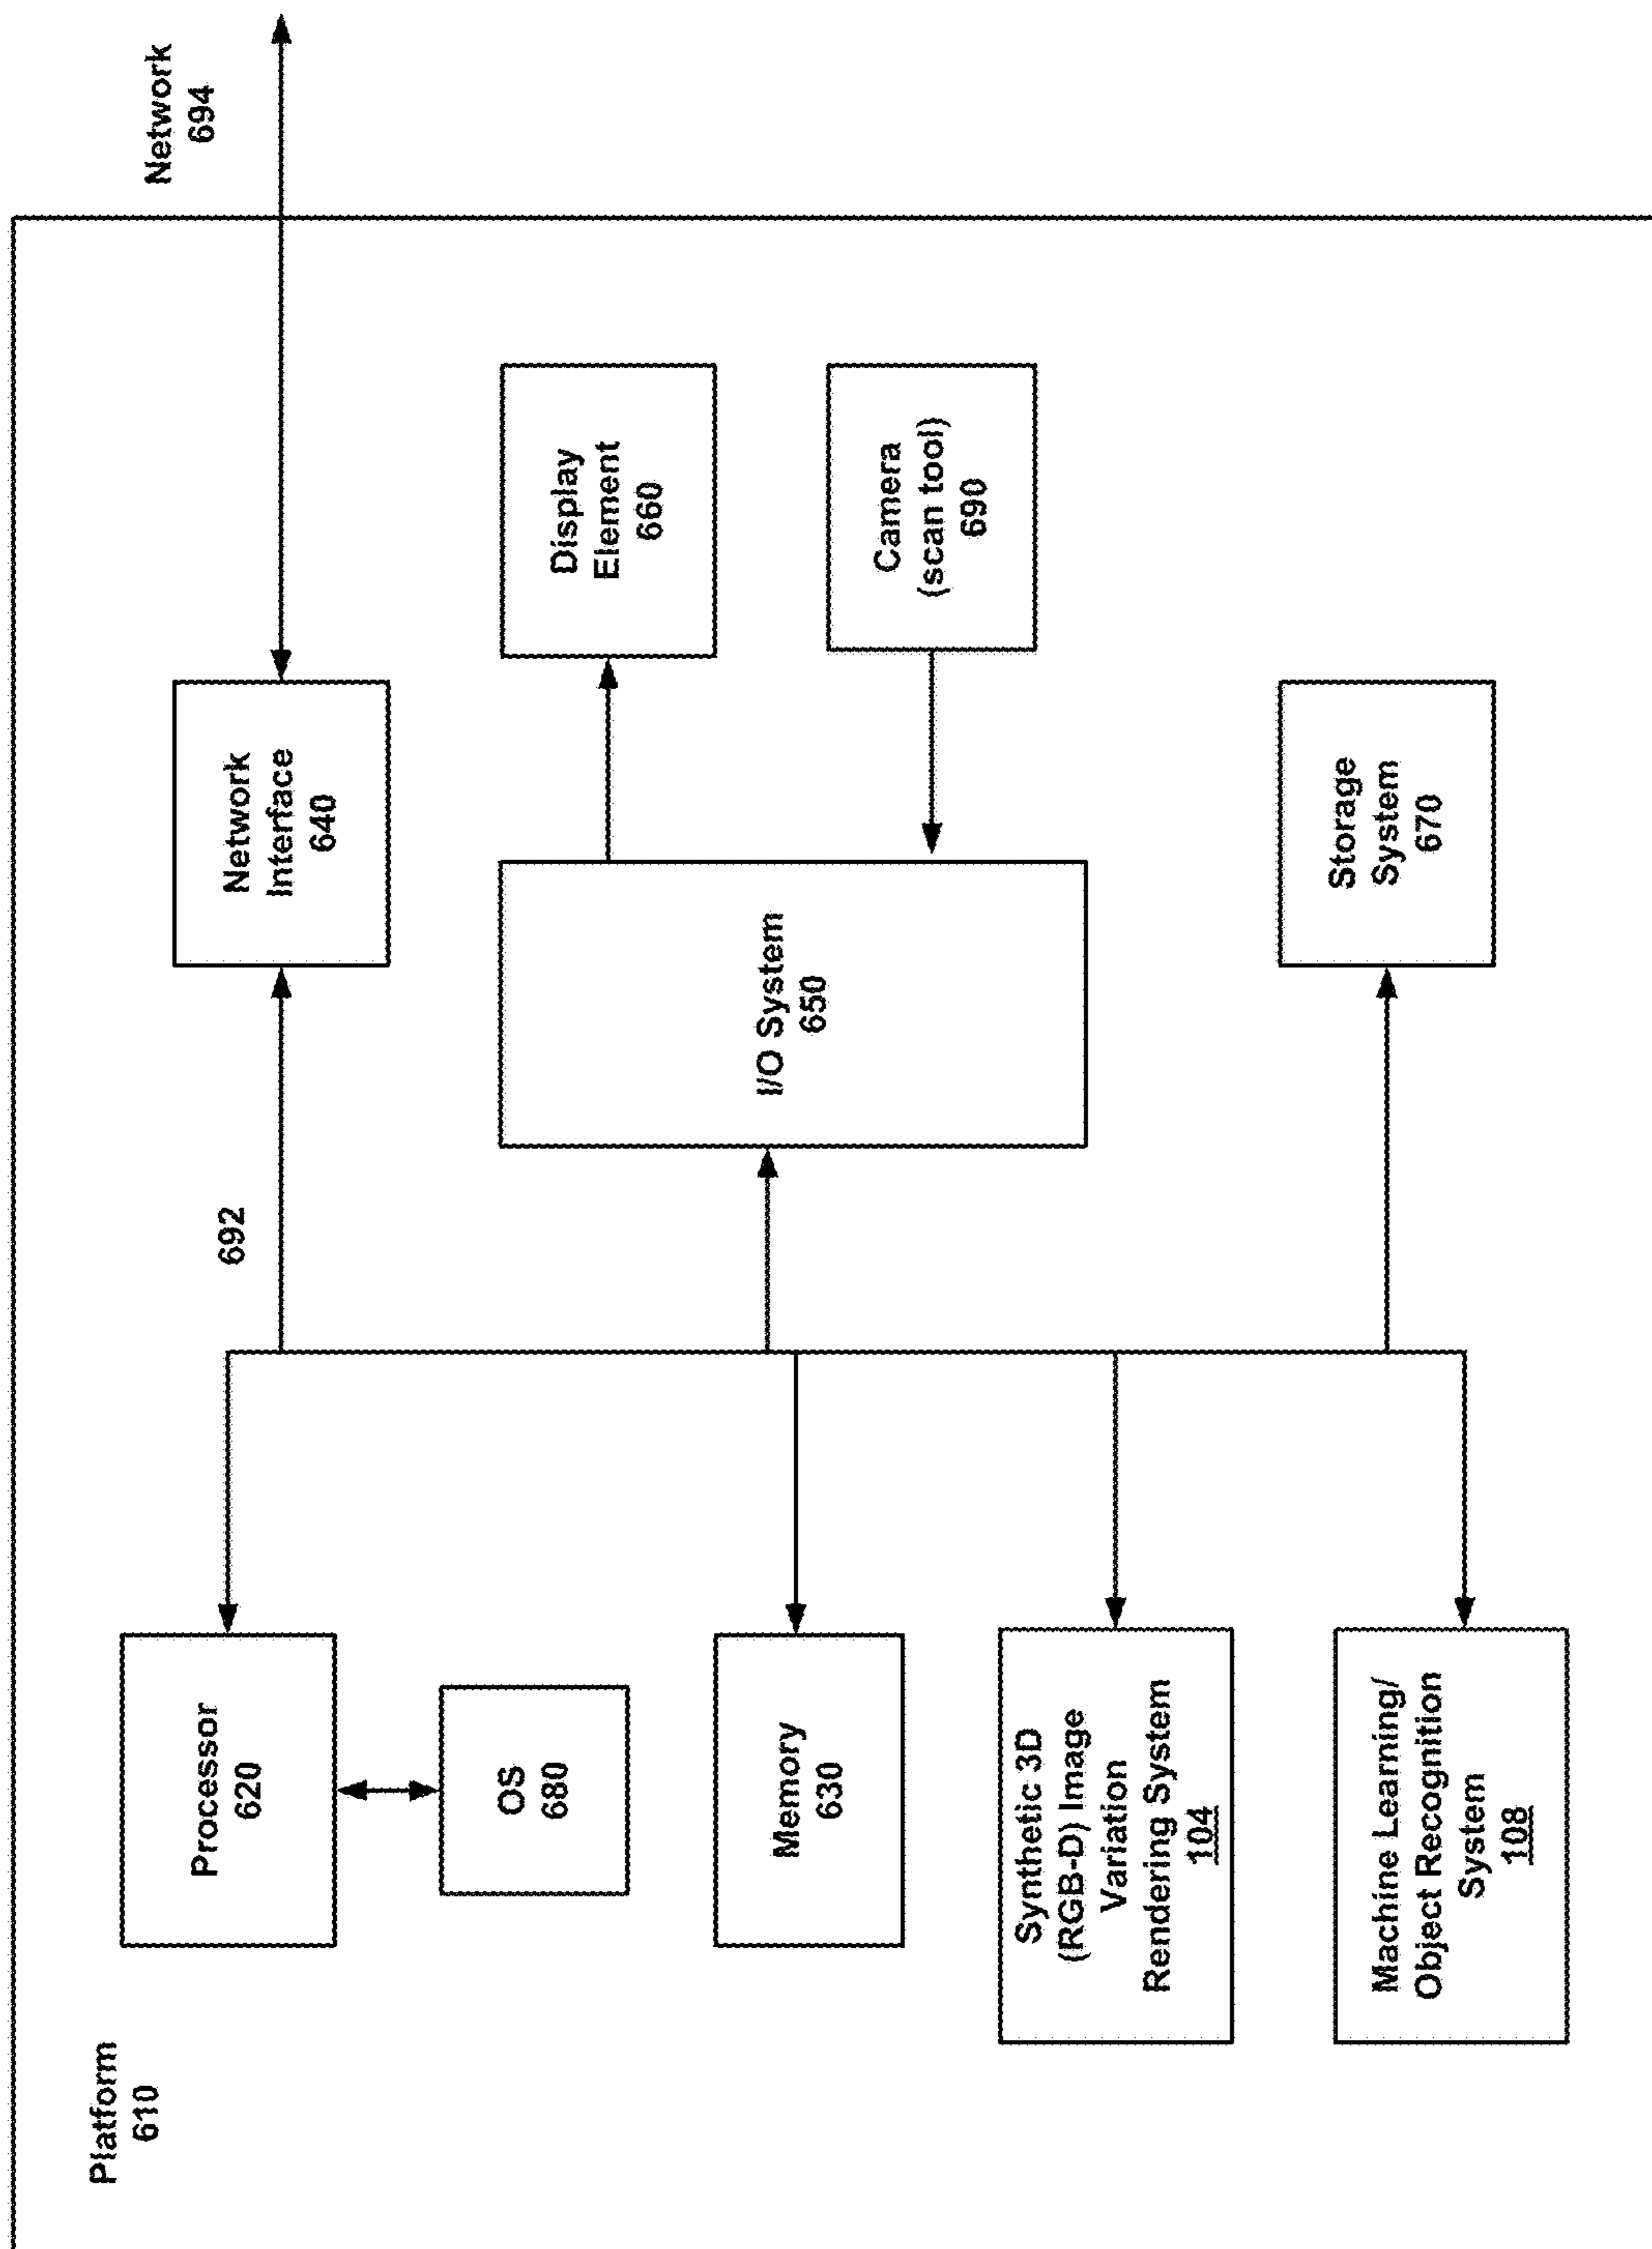 Platform
610
Processor
620
OS
680
Memory
630
Synthetic 3D
(RGB-D) Image
Variation
Rendering System
104
Machine Learning/
Object Recognition
System
108
692
Network
Interface
640
I/O System
650
Storage
System
670
Display
Element
660
Camera
(scan tool)
690
Network
694